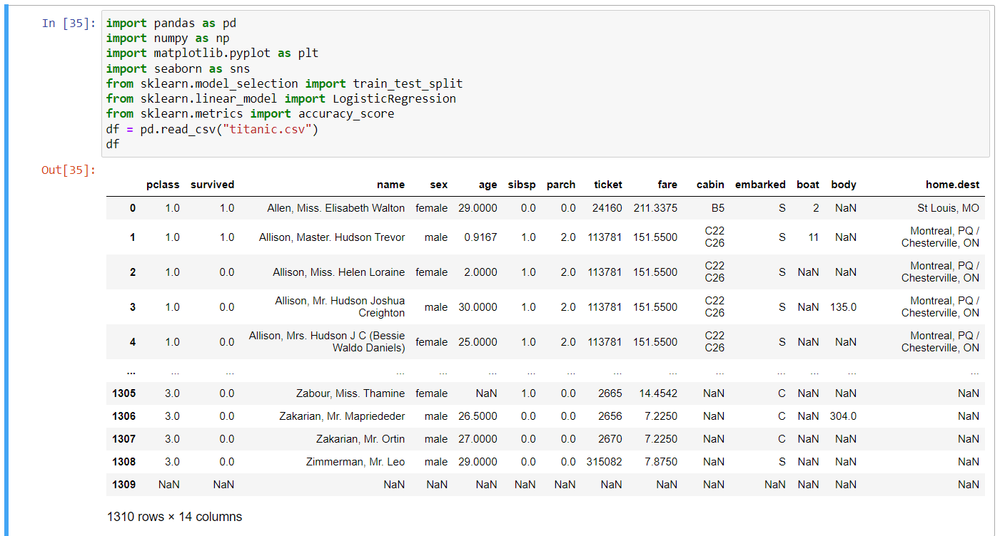 In [35]: import pandas as pd
import numpy as np
import matplotlib.pyplot as plt
import seaborn as sns
from sklearn.model_selection import train_test_split
from sklearn.linear_model import LogisticRegression
from sklearn.metrics import accuracy_score
df = pd.read_csv("titanic.csv")
df
Out[35]:
pclass survived name sex age sibsp parch ticket fare cabin embarked boat body home.dest
0 1.0 1.0 Allen, Miss. Elisabeth Walton female 29.0000 0.0 0.0 24160 211.3375 B5 S 2 NaN St Louis, MO
1 1.0 1.0 Allison, Master. Hudson Trevor male 0.9167 1.0 2.0 113781 151.5500 C22 C26 S 11 NaN Montreal, PQ / Chesterville, ON
2 1.0 0.0 Allison, Miss. Helen Loraine female 2.0000 1.0 2.0 113781 151.5500 C22 C26 S NaN NaN Montreal, PQ / Chesterville, ON
3 1.0 0.0 Allison, Mr. Hudson Joshua Creighton male 30.0000 1.0 2.0 113781 151.5500 C22 C26 S NaN 135.0 Montreal, PQ / Chesterville, ON
4 1.0 0.0 Allison, Mrs. Hudson J C (Bessie Waldo Daniels) female 25.0000 1.0 2.0 113781 151.5500 C22 C26 S NaN NaN Montreal, PQ / Chesterville, ON
... ... ... ... ... ... ... ... ... ... ... ... ... ... ...
1305 3.0 0.0 Zabour, Miss. Thamine female NaN 1.0 0.0 2665 14.4542 NaN C NaN NaN NaN
1306 3.0 0.0 Zakarian, Mr. Mapriededer male 26.5000 0.0 0.0 2656 7.2250 NaN C NaN 304.0 NaN
1307 3.0 0.0 Zakarian, Mr. Ortin male 27.0000 0.0 0.0 2670 7.2250 NaN C NaN NaN NaN
1308 3.0 0.0 Zimmerman, Mr. Leo male 29.0000 0.0 0.0 315082 7.8750 NaN S NaN NaN NaN
1309 NaN NaN NaN NaN NaN NaN NaN NaN NaN NaN NaN NaN NaN NaN
1310 rows × 14 columns